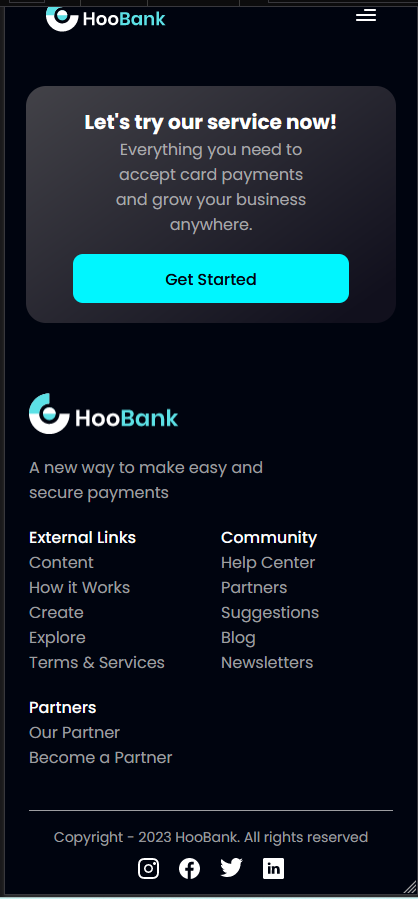 HooBank
Let's try our service now!
Everything you need to
accept card payments
and grow your business
anywhere.
Get Started
HooBank
A new way to make easy and
secure payments
External Links
Content
How it Works
Create
Explore
Terms & Services
Community
Help Center
Partners
Suggestions
Blog
Newsletters
Partners
Our Partner
Become a Partner
Copyright - 2023 HooBank. All rights reserved
in